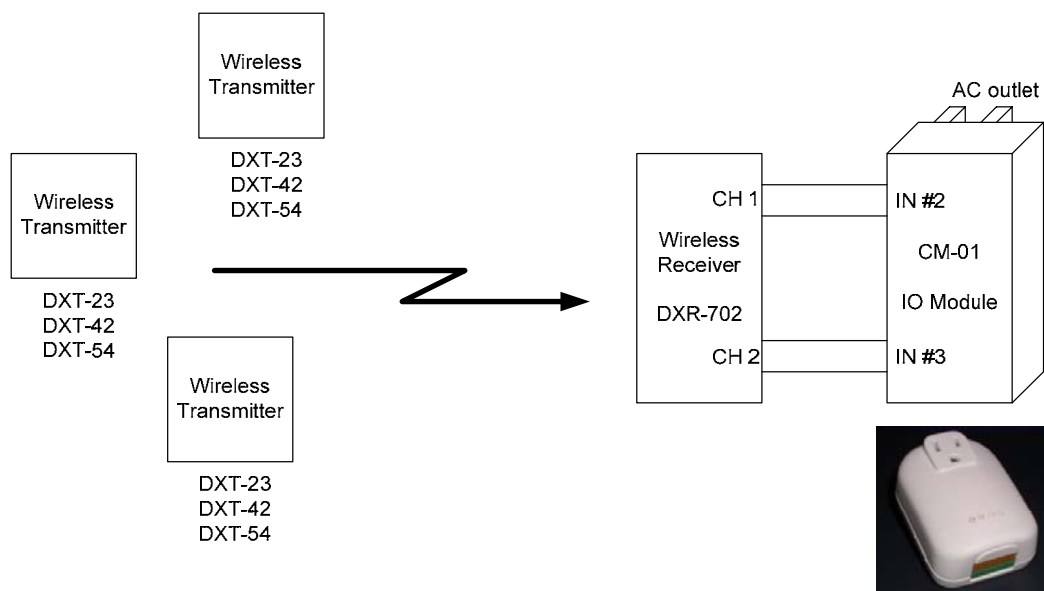 Wireless
Transmitter
DXT-23
DXT-42
DXT-54
Wireless
Transmitter
DXT-23
DXT-42
DXT-54
Wireless
Transmitter
DXT-23
DXT-42
DXT-54
AC outlet
CH 1
IN #2
Wireless
Receiver
CM-01
DXR-702
IO Module
CH 2
IN #3